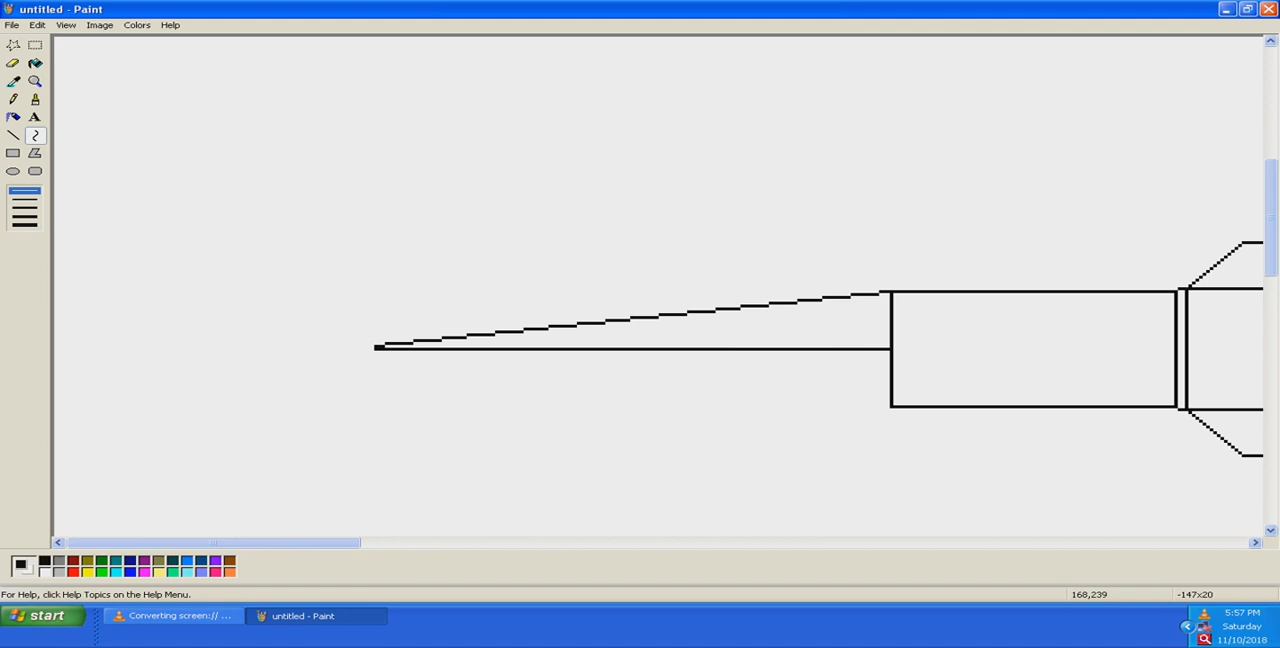 untitled - Paint
File Edit View Image Colors Help
A
For Help, click Help Topics on the Help Menu. 168,239 -147x20
start Converting screen:// ... untitled - Paint 5:57 PM
Saturday
11/10/2018